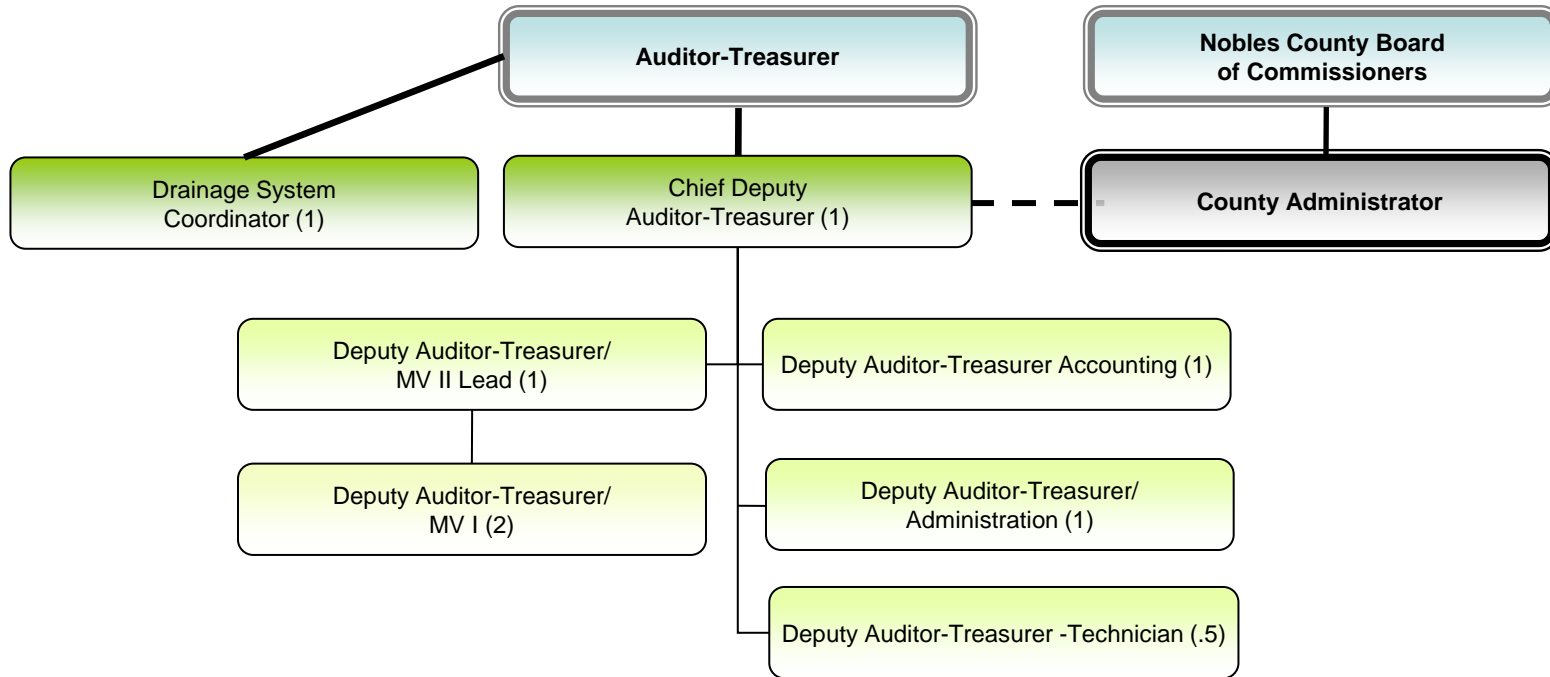 Auditor-Treasurer
Nobles County Board
of Commissioners
Drainage System
Coordinator (1)
Chief Deputy
Auditor-Treasurer (1)
County Administrator
Deputy Auditor-Treasurer/
MV II Lead (1)
Deputy Auditor-Treasurer Accounting (1)
Deputy Auditor-Treasurer/
MV I (2)
Deputy Auditor-Treasurer/
Administration (1)
Deputy Auditor-Treasurer -Technician (.5)